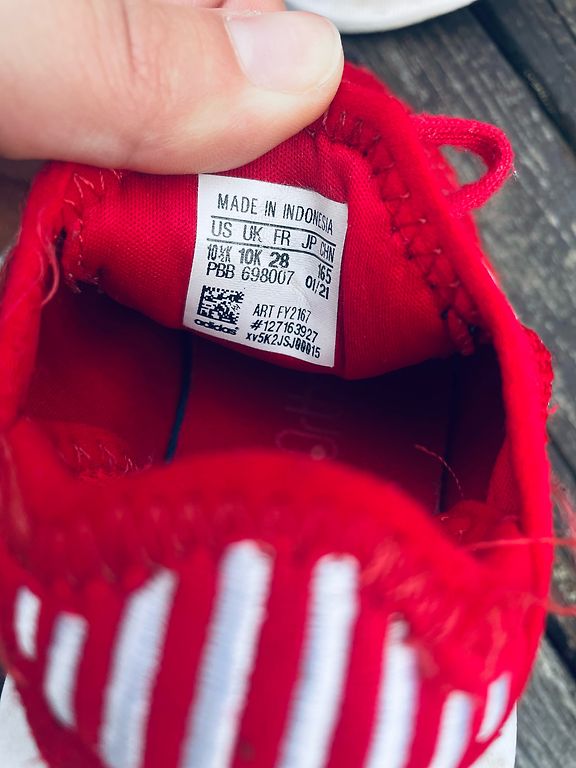 MADE IN INDONESIA
US UK FR JP CHN
10½K 10K 28 165
PBB 698007 01/21
ART FY2167
#127163927
adidas